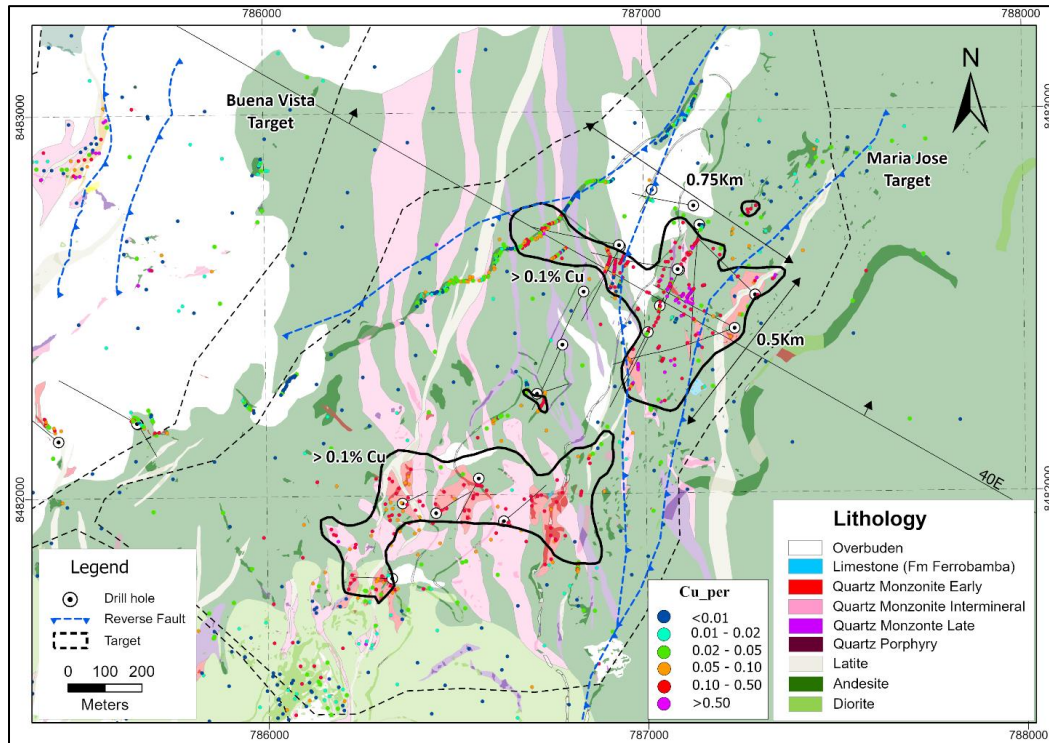 786000
787000
788000
8483000
8483000
N
Buena Vista
Target
Maria Jose
Target
0.75Km
> 0.1% Cu
0.5Km
> 0.1% Cu
40E
8482000
8482000
Legend
Drill hole
Reverse Fault
Target
0 100 200
Meters
Cu_per
<0.01
0.01 - 0.02
0.02 - 0.05
0.05 - 0.10
0.10 - 0.50
>0.50
Lithology
Overbuden
Limestone (Fm Ferrobamba)
Quartz Monzonite Early
Quartz Monzonite Intermineral
Quartz Monzonte Late
Quartz Porphyry
Latite
Andesite
Diorite
786000
787000
788000